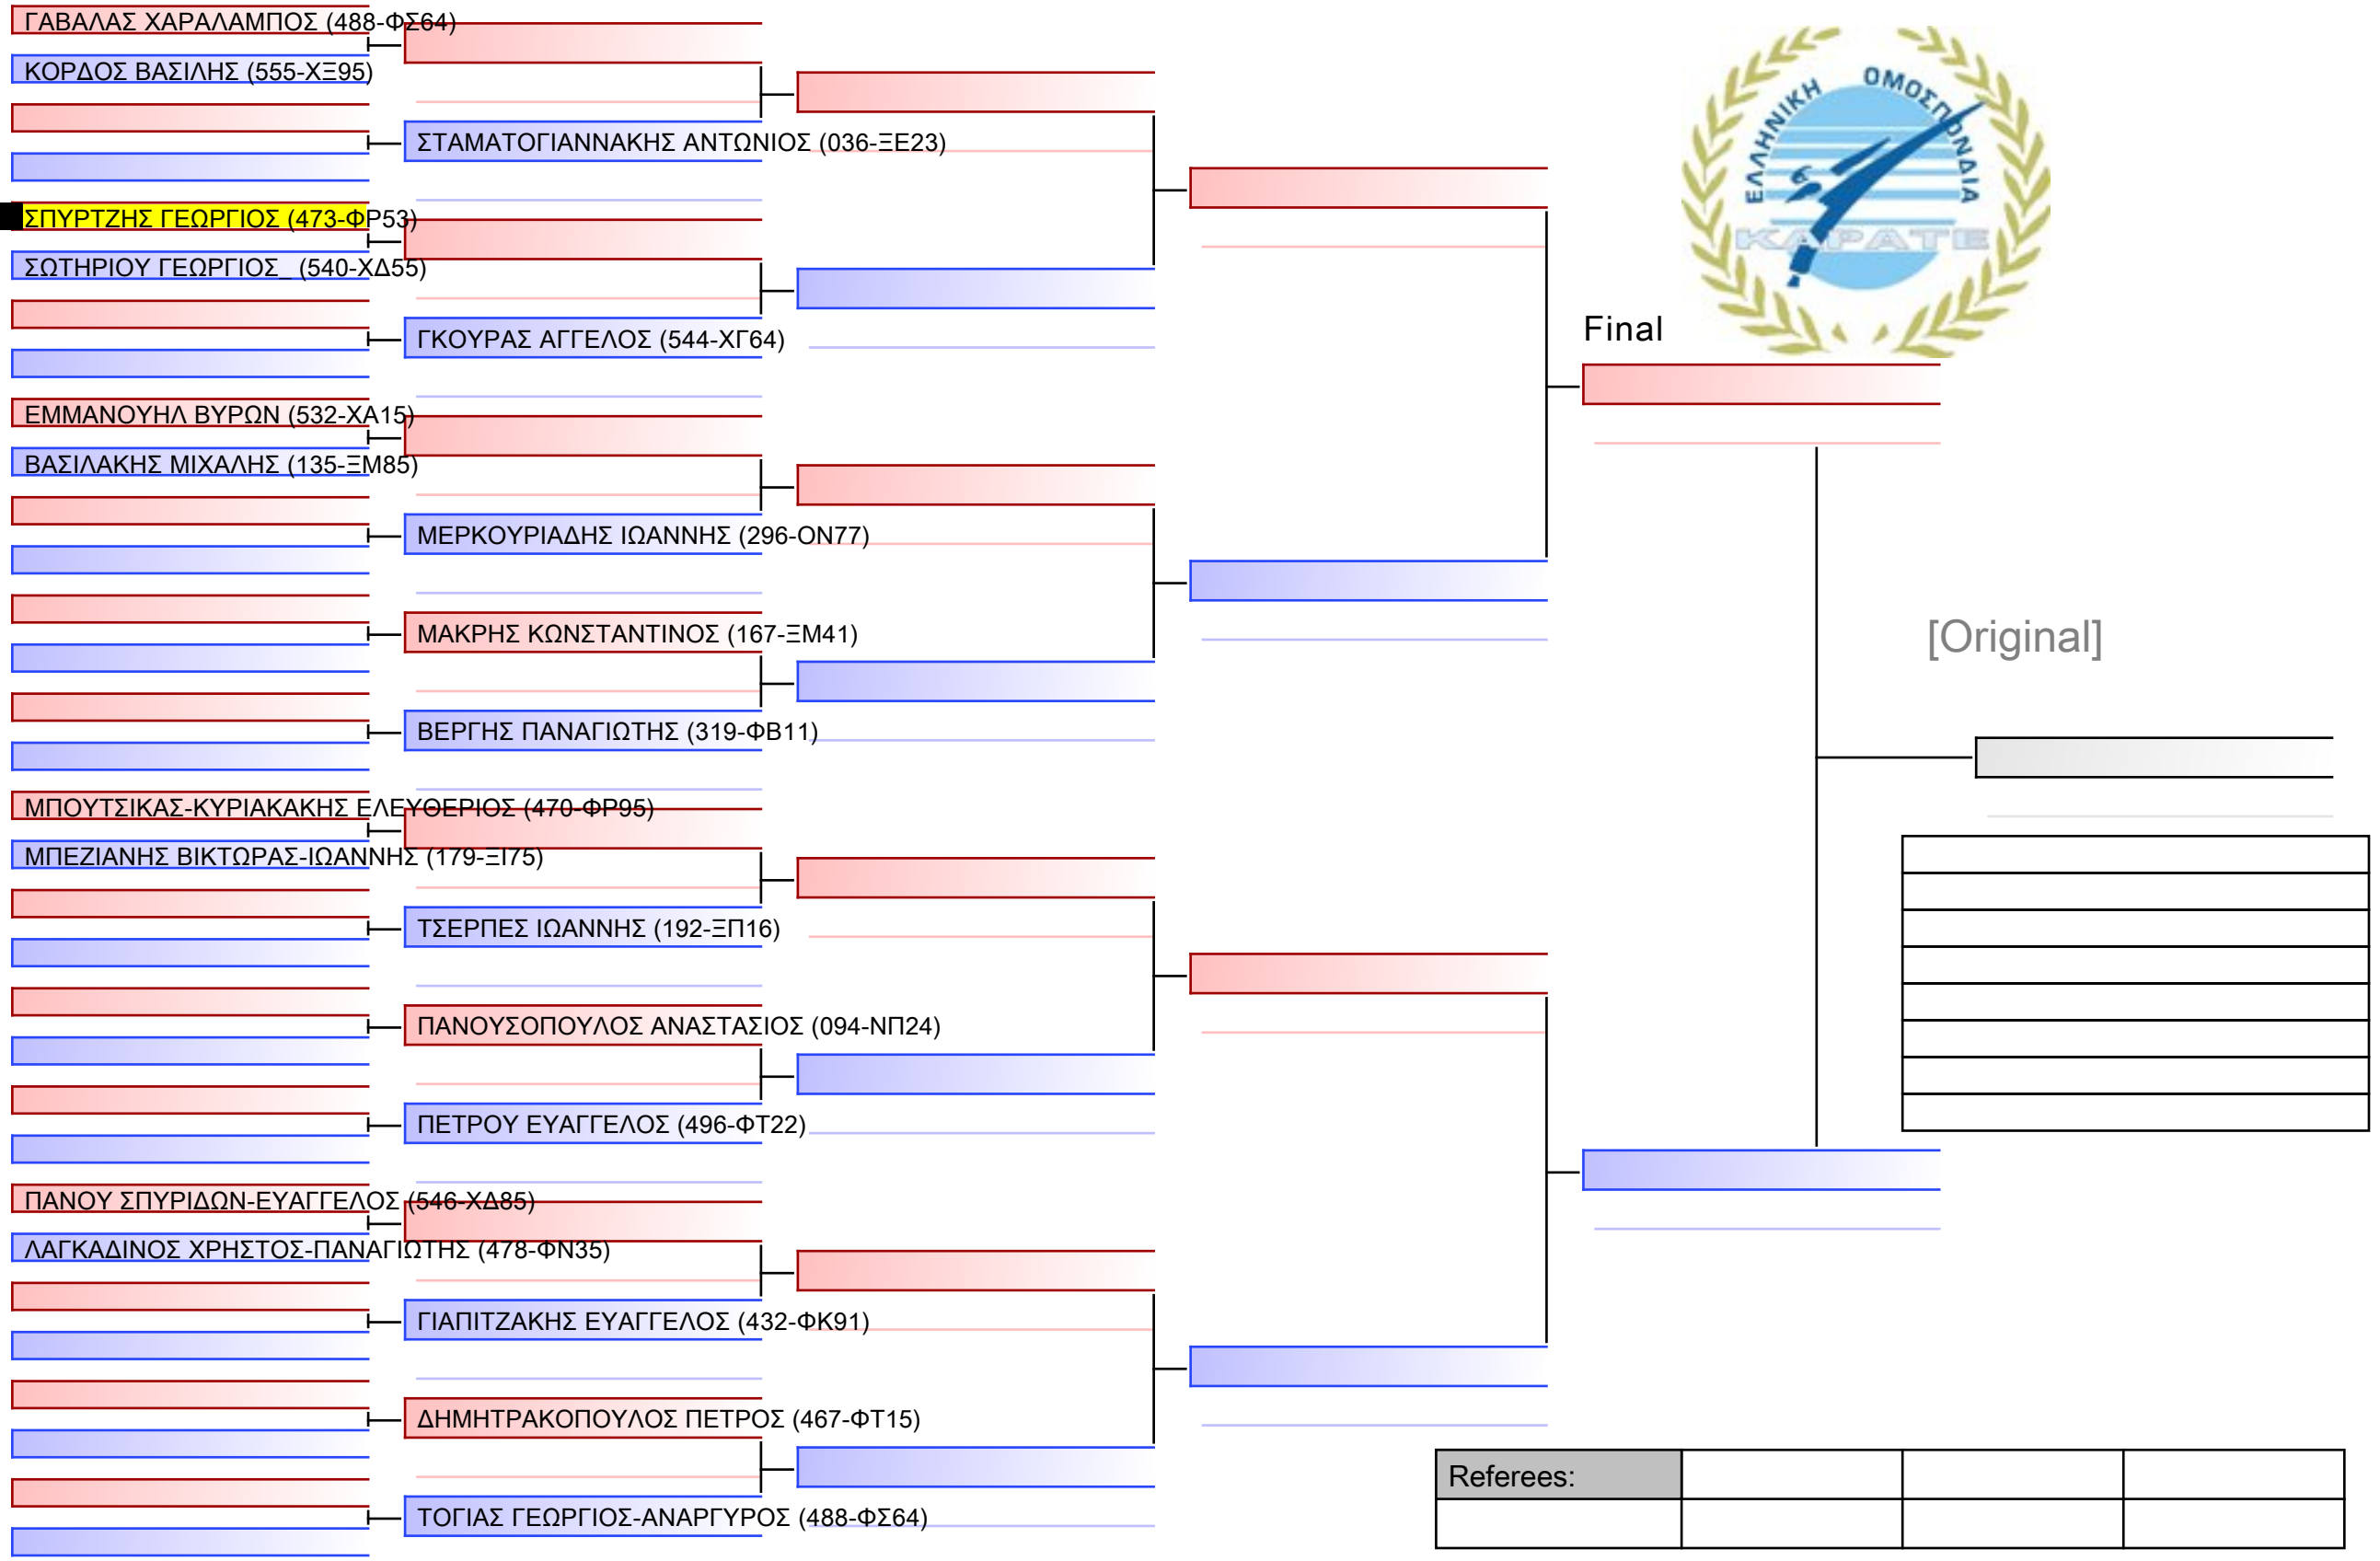 ΓΑΒΑΛΑΣ ΧΑΡΑΛΑΜΠΟΣ (488-ΦΣ64)
ΚΟΡΔΟΣ ΒΑΣΙΛΗΣ (555-ΧΞ95)
ΣΤΑΜΑΤΟΓΙΑΝΝΑΚΗΣ ΑΝΤΩΝΙΟΣ (036-ΞΕ23)
ΣΠΥΡΤΖΗΣ ΓΕΩΡΓΙΟΣ (473-ΦΡ53)
ΣΩΤΗΡΙΟΥ ΓΕΩΡΓΙΟΣ_ (540-ΧΔ55)
ΓΚΟΥΡΑΣ ΑΓΓΕΛΟΣ (544-ΧΓ64)
ΕΜΜΑΝΟΥΗΛ ΒΥΡΩΝ (532-ΧΑ15)
ΒΑΣΙΛΑΚΗΣ ΜΙΧΑΛΗΣ (135-ΞΜ85)
ΜΕΡΚΟΥΡΙΑΔΗΣ ΙΩΑΝΝΗΣ (296-ΟΝ77)
ΜΑΚΡΗΣ ΚΩΝΣΤΑΝΤΙΝΟΣ (167-ΞΜ41)
ΒΕΡΓΗΣ ΠΑΝΑΓΙΩΤΗΣ (319-ΦΒ11)
ΜΠΟΥΤΣΙΚΑΣ-ΚΥΡΙΑΚΑΚΗΣ ΕΛΕΥΘΕΡΙΟΣ (470-ΦΡ95)
ΜΠΕΖΙΑΝΗΣ ΒΙΚΤΩΡΑΣ-ΙΩΑΝΝΗΣ (179-ΞΙ75)
ΤΣΕΡΠΕΣ ΙΩΑΝΝΗΣ (192-ΞΠ16)
ΠΑΝΟΥΣΟΠΟΥΛΟΣ ΑΝΑΣΤΑΣΙΟΣ (094-ΝΠ24)
ΠΕΤΡΟΥ ΕΥΑΓΓΕΛΟΣ (496-ΦΤ22)
ΠΑΝΟΥ ΣΠΥΡΙΔΩΝ-ΕΥΑΓΓΕΛΟΣ (546-ΧΔ85)
ΛΑΓΚΑΔΙΝΟΣ ΧΡΗΣΤΟΣ-ΠΑΝΑΓΙΩΤΗΣ (478-ΦΝ35)
ΓΙΑΠΙΤΖΑΚΗΣ ΕΥΑΓΓΕΛΟΣ (432-ΦΚ91)
ΔΗΜΗΤΡΑΚΟΠΟΥΛΟΣ ΠΕΤΡΟΣ (467-ΦΤ15)
ΤΟΓΙΑΣ ΓΕΩΡΓΙΟΣ-ΑΝΑΡΓΥΡΟΣ (488-ΦΣ64)
ΕΛΛΗΝΙΚΗ ΟΜΟΣΠΟΝΔΙΑ
ΚΑΡΑΤΕ
Final
[Original]
Referees: